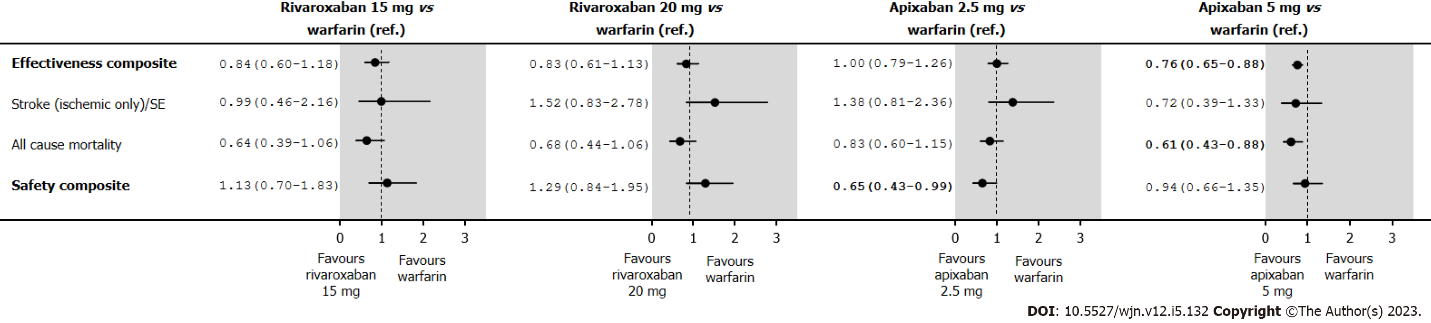 Rivaroxaban 15 mg vs Rivaroxaban 20 mg vs Apixaban 2.5 mg vs Apixaban 5 mg vs
warfarin (ref.) warfarin (ref.) warfarin (ref.) warfarin (ref.)
Effectiveness composite 0.84(0.60-1.18) 0.83(0.61-1.13) 1.00(0.79-1.26) 0.76(0.65-0.88)
Stroke (ischemic only)/SE 0.99(0.46-2.16) 1.52(0.83-2.78) 1.38(0.81-2.36) 0.72(0.39-1.33)
All cause mortality 0.64(0.39-1.06) 0.68(0.44-1.06) 0.83(0.60-1.15) 0.61(0.43-0.88)
Safety composite 1.13(0.70-1.83) 1.29(0.84-1.95) 0.65(0.43-0.99) 0.94(0.66-1.35)
0 1 2 3 0 1 2 3 0 1 2 3 0 1 2 3
Favours Favours Favours Favours Favours Favours Favours Favours
rivaroxaban warfarin rivaroxaban warfarin apixaban warfarin apixaban warfarin
15 mg 20 mg 2.5 mg 5 mg
DOI: 10.5527/wjn.v12.i5.132 Copyright ©The Author(s) 2023.